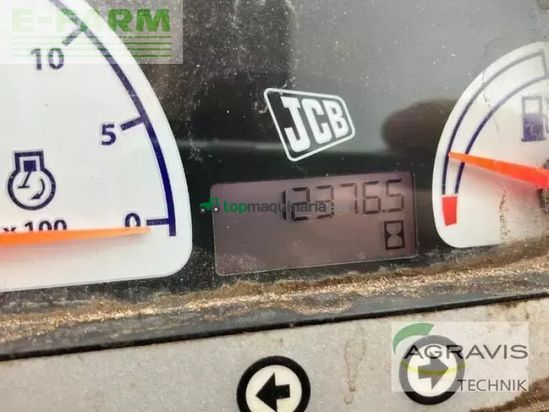 E-FARM
10
5
0
x 100
JCB
12376.5
topmaquinaria
AGRAVIS
TECHNIK